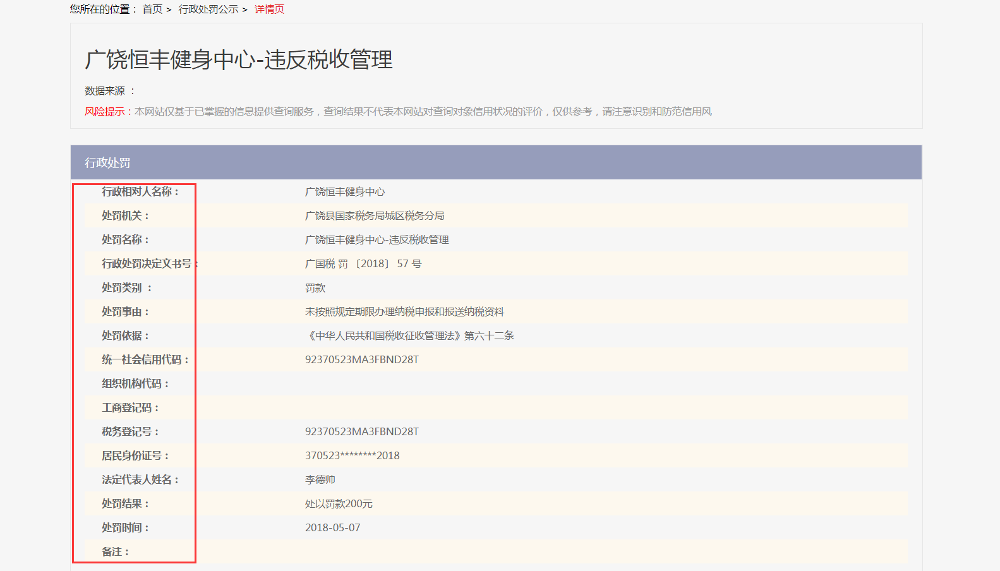 您所在的位置： 首页 > 行政处罚公示 > 详情页
广饶恒丰健身中心-违反税收管理
数据来源 ：
风险提示：本网站仅基于已掌握的信息提供查询服务，查询结果不代表本网站对查询对象信用状况的评价，仅供参考，请注意识别和防范信用风
行政处罚
行政相对人名称： 广饶恒丰健身中心
处罚机关： 广饶县国家税务局城区税务分局
处罚名称： 广饶恒丰健身中心-违反税收管理
行政处罚决定文书号： 广国税 罚 〔2018〕 57 号
处罚类别 ： 罚款
处罚事由： 未按照规定期限办理纳税申报和报送纳税资料
处罚依据： 《中华人民共和国税收征收管理法》第六十二条
统一社会信用代码： 92370523MA3FBND28T
组织机构代码：
工商登记码：
税务登记号： 92370523MA3FBND28T
居民身份证号： 370523********2018
法定代表人姓名： 李德帅
处罚结果： 处以罚款200元
处罚时间： 2018-05-07
备注：